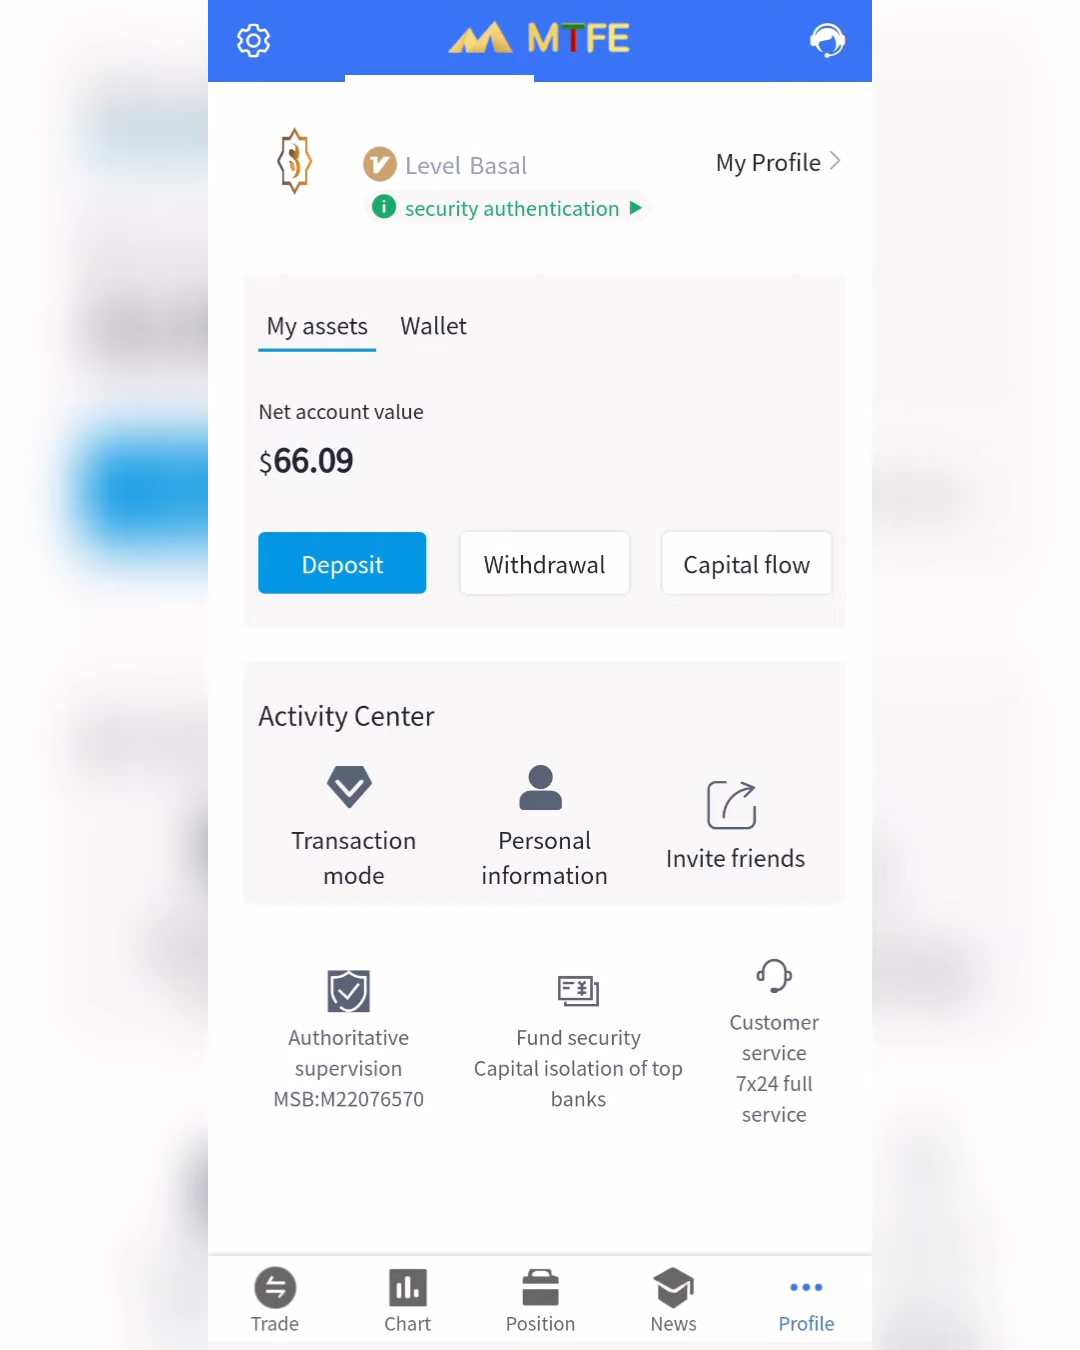 MTFE
Level Basal
My Profile
security authentication
My assets
Wallet
Net account value
$66.09
Deposit
Withdrawal
Capital flow
Activity Center
Transaction
mode
Personal
information
Invite friends
Authoritative
supervision
MSB:M22076570
Fund security
Capital isolation of top
banks
Customer
service
7x24 full
service
Trade
Chart
Position
News
Profile